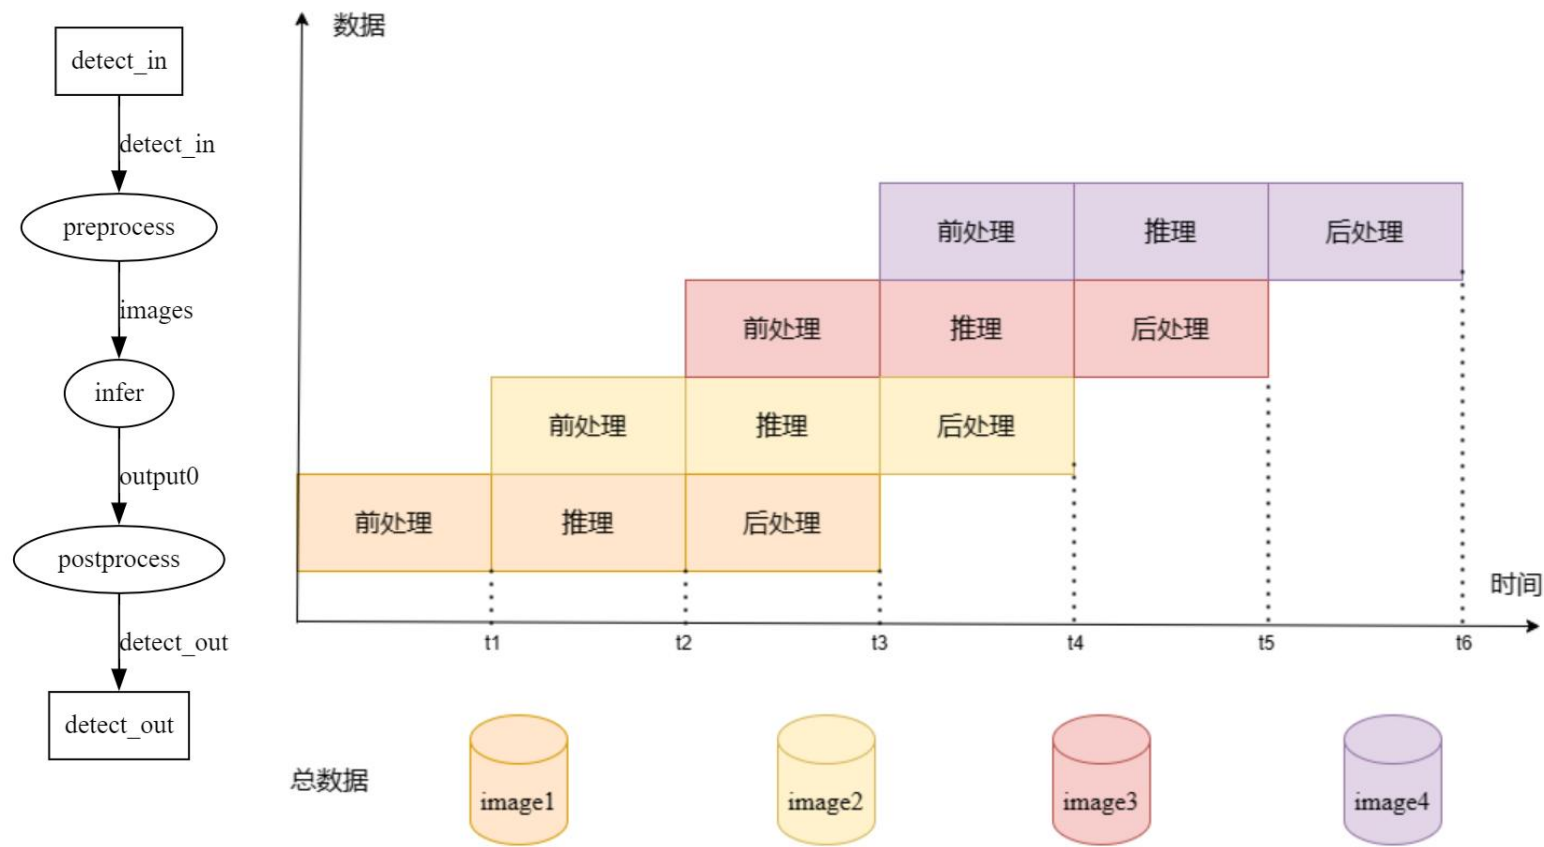 detect_in
detect_in
preprocess
images
infer
output0
postprocess
detect_out
detect_out
数据
前处理 推理 后处理
前处理 推理 后处理
前处理 推理 后处理
前处理 推理 后处理
时间
t1 t2 t3 t4 t5 t6
总数据 image1 image2 image3 image4